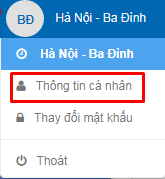 BĐ
Hà Nội - Ba Đình
Hà Nội - Ba Đình
Thông tin cá nhân
Thay đổi mật khẩu
Thoát